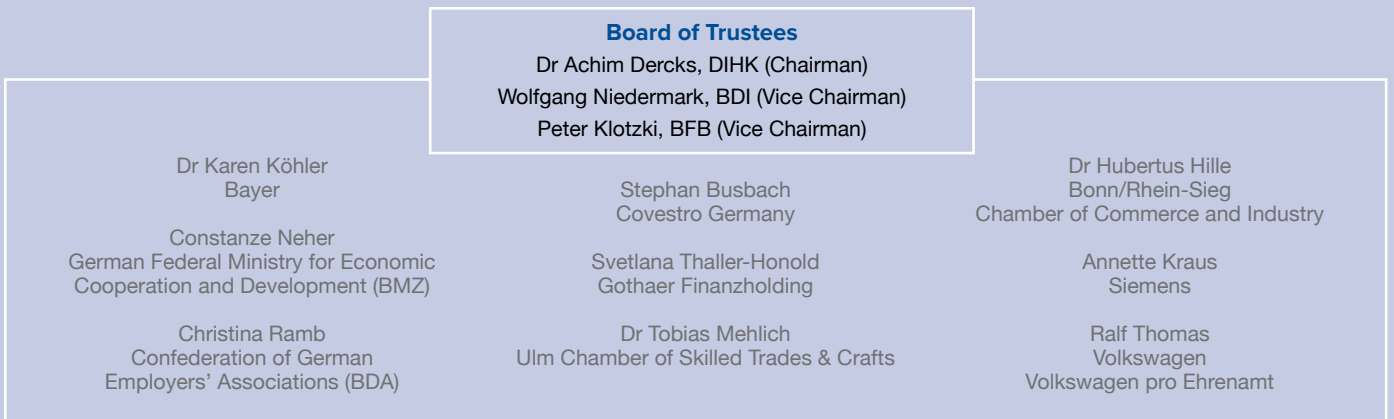 Board of Trustees
Dr Achim Dercks, DIHK (Chairman)
Wolfgang Niedermark, BDI (Vice Chairman)
Peter Klotzki, BFB (Vice Chairman)
Dr Karen Köhler
Bayer
Constanze Neher
German Federal Ministry for Economic
Cooperation and Development (BMZ)
Christina Ramb
Confederation of German
Employers’ Associations (BDA)
Stephan Busbach
Covestro Germany
Svetlana Thaller-Honold
Gothaer Finanzholding
Dr Tobias Mehlich
Ulm Chamber of Skilled Trades & Crafts
Dr Hubertus Hille
Bonn/Rhein-Sieg
Chamber of Commerce and Industry
Annette Kraus
Siemens
Ralf Thomas
Volkswagen
Volkswagen pro Ehrenamt